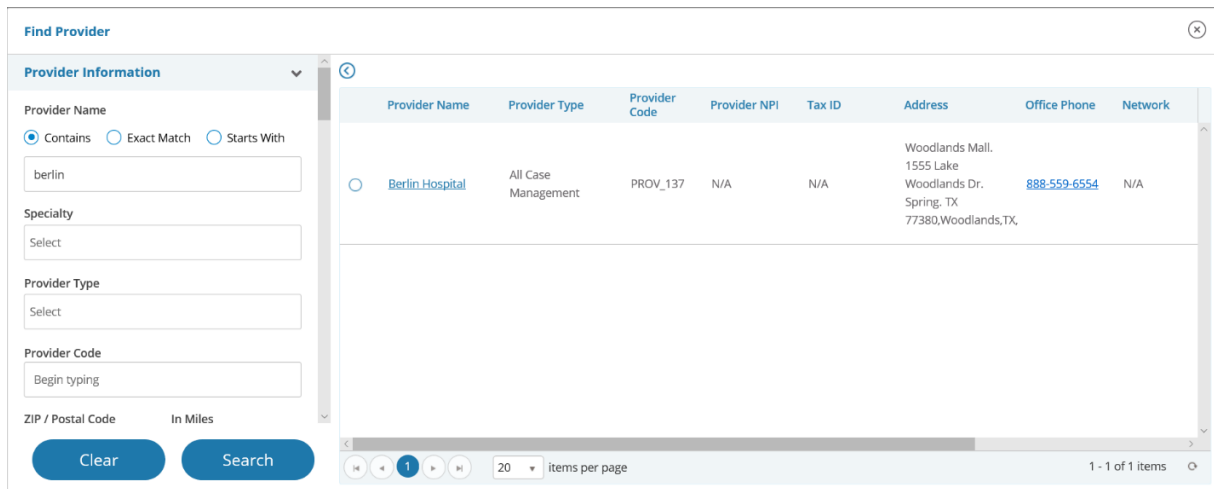 Find Provider
Provider Information
Provider Name
Contains Exact Match Starts With
berlin
Specialty
Select
Provider Type
Select
Provider Code
Begin typing
ZIP / Postal Code In Miles
Clear Search
Provider Name Provider Type Provider Code Provider NPI Tax ID Address Office Phone Network
Berlin Hospital
All Case
Management
PROV_137
N/A
N/A
Woodlands Mall.
1555 Lake
Woodlands Dr.
Spring. TX
77380,Woodlands,TX,
888-559-6554
N/A
1 20 items per page 1 - 1 of 1 items